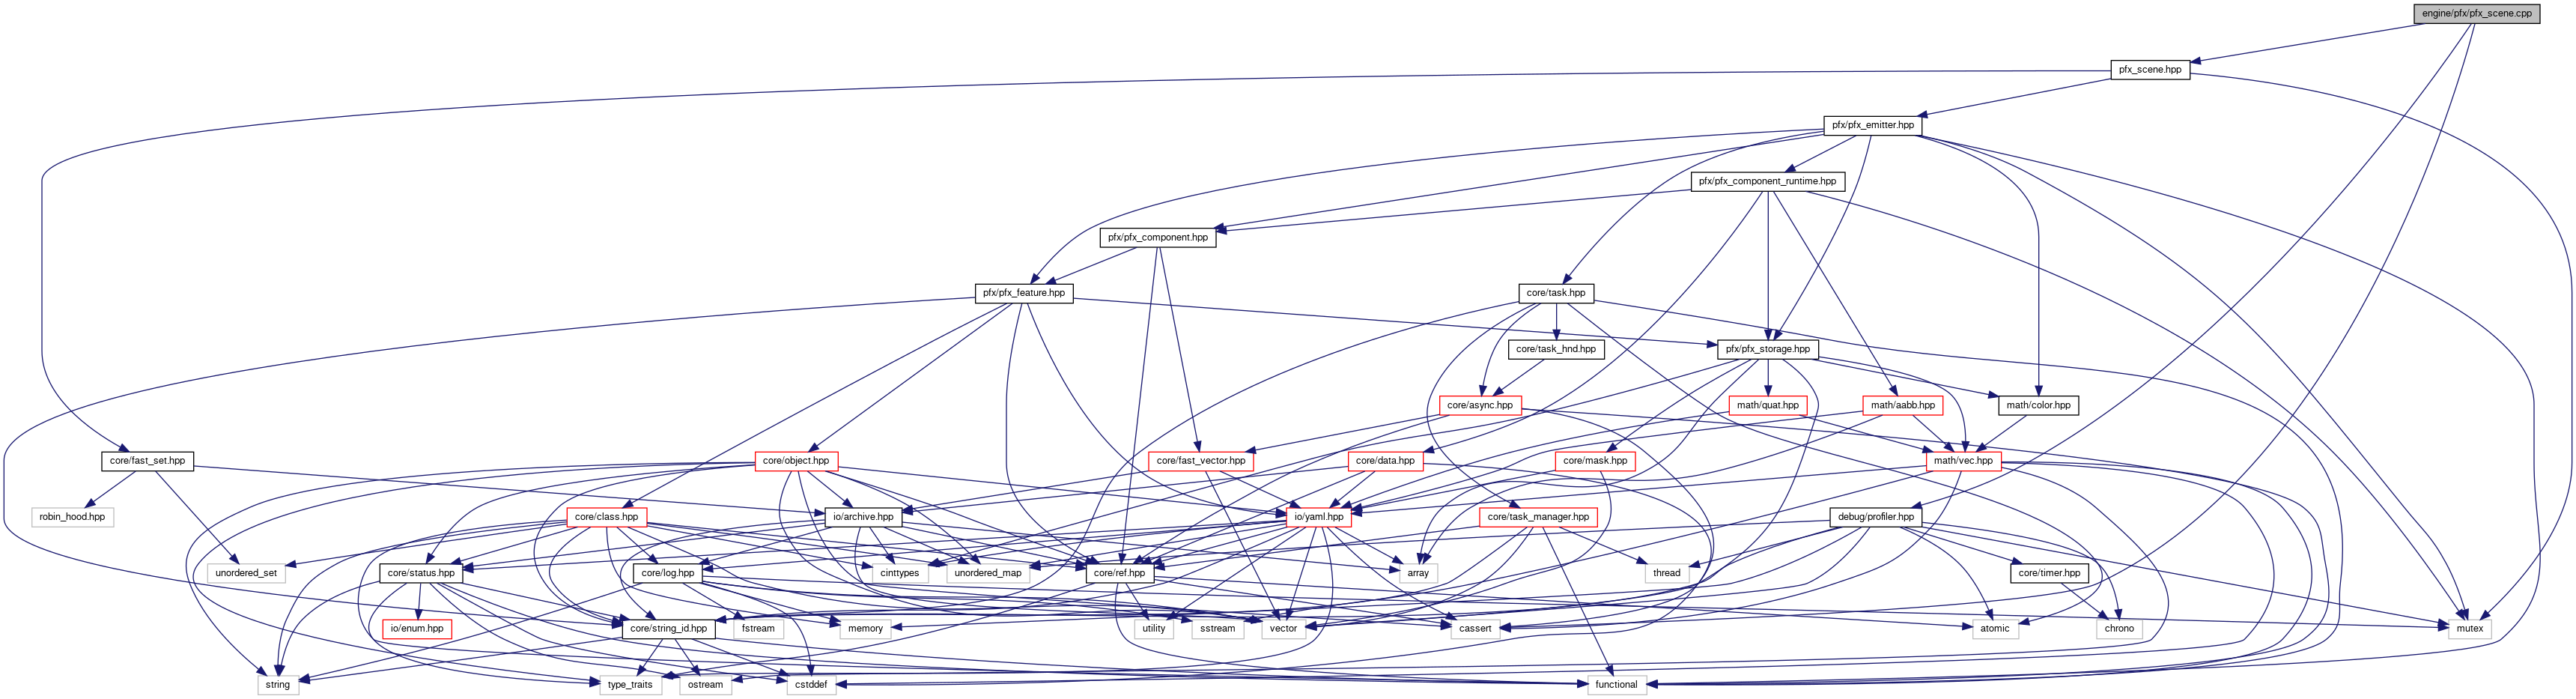 engine/pfx/pfx_scene.cpp
pfx_scene.hpp
pfx/pfx_emitter.hpp
pfx/pfx_component_runtime.hpp
pfx/pfx_component.hpp
pfx/pfx_feature.hpp
core/task.hpp
core/task_hnd.hpp
pfx/pfx_storage.hpp
core/async.hpp
math/quat.hpp
math/aabb.hpp
math/color.hpp
core/fast_set.hpp
core/object.hpp
core/fast_vector.hpp
core/data.hpp
core/mask.hpp
math/vec.hpp
robin_hood.hpp
core/class.hpp
io/archive.hpp
io/yaml.hpp
core/task_manager.hpp
debug/profiler.hpp
unordered_set
core/status.hpp
core/log.hpp
cinttypes
unordered_map
core/ref.hpp
array
thread
core/timer.hpp
io/enum.hpp
core/string_id.hpp
fstream
memory
utility
sstream
vector
cassert
atomic
chrono
mutex
string
type_traits
ostream
cstddef
functional